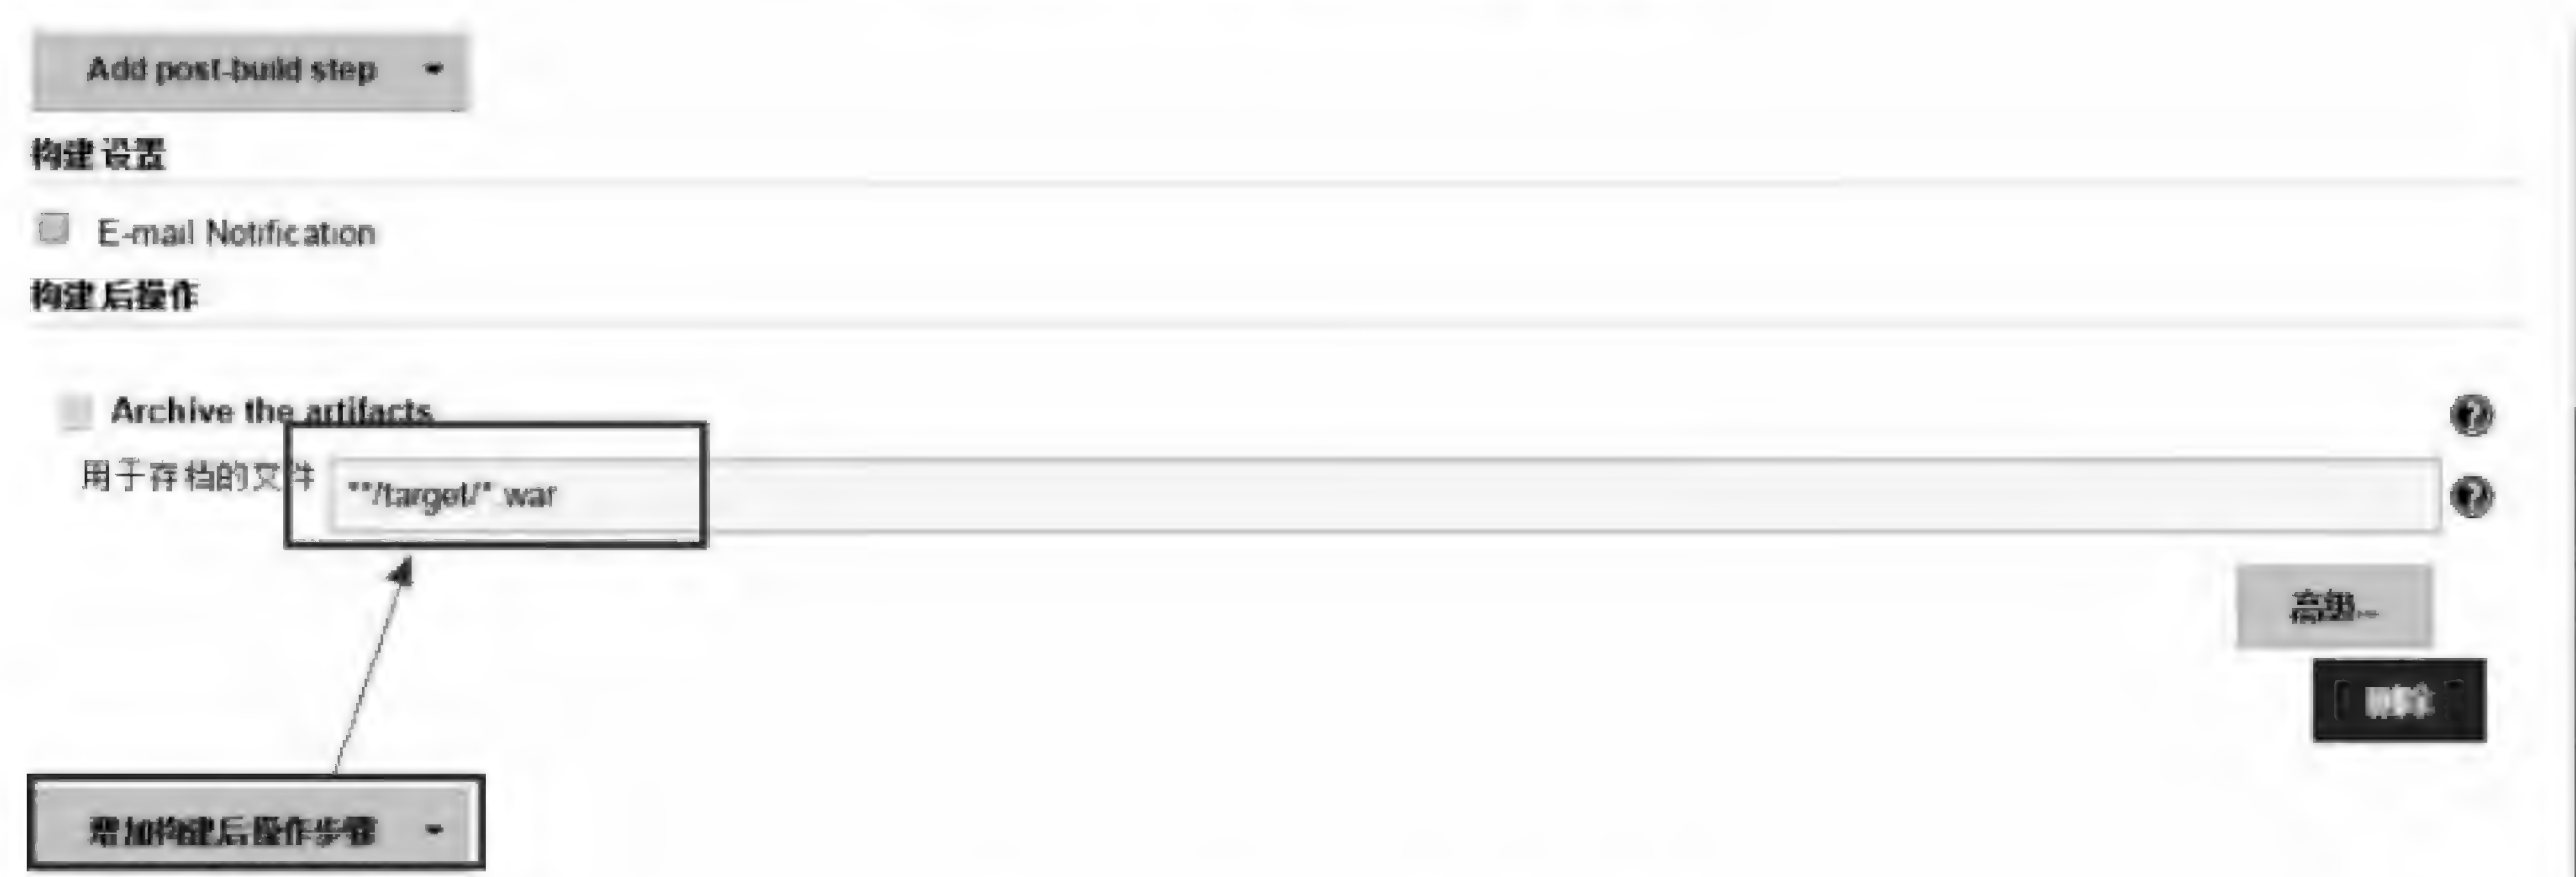 Add post-build step
构建设置
E-mail Notification
构建后操作
Archive the artifacts
用于存档的文件 **/target/*.war
高级...
删除
增加构建后操作步骤